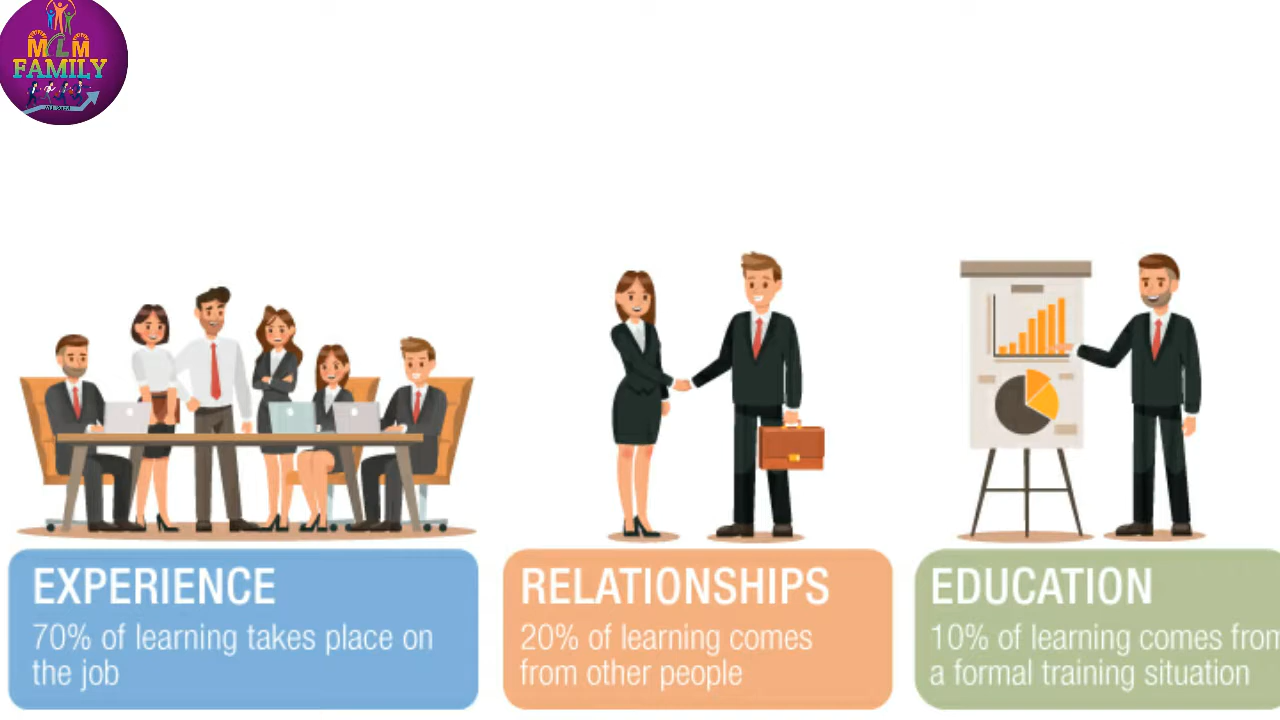 MLM
FAMILY
EXPERIENCE
70% of learning takes place on
the job
RELATIONSHIPS
20% of learning comes
from other people
EDUCATION
10% of learning comes from
a formal training situation